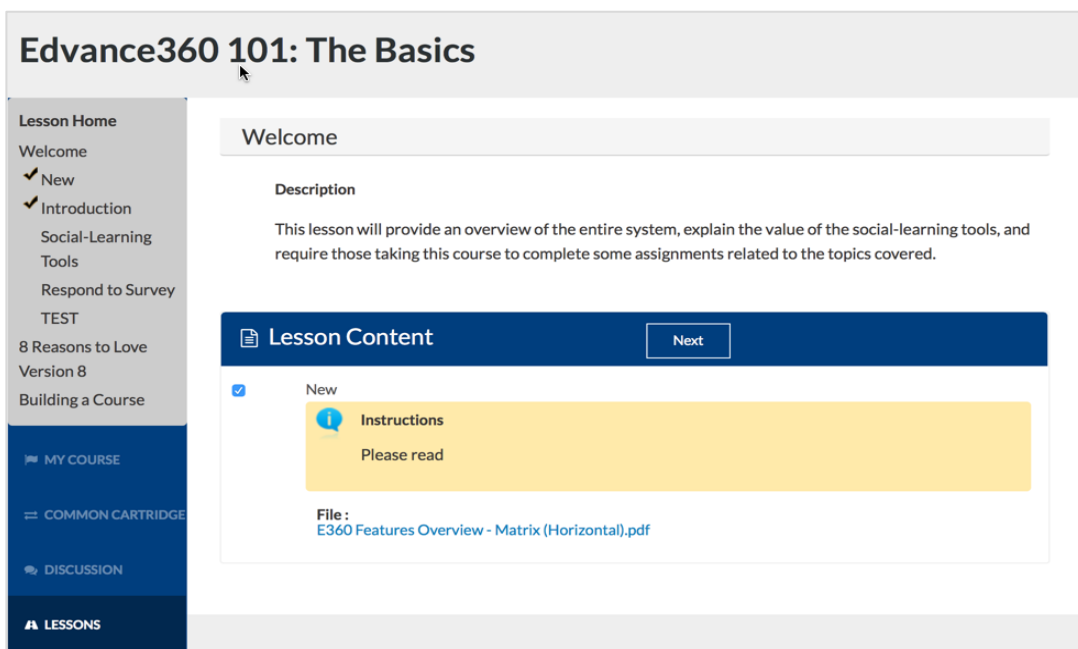 Edvance360 101: The Basics
Lesson Home
Welcome
New
Introduction
Social-Learning
Tools
Respond to Survey
TEST
8 Reasons to Love
Version 8
Building a Course
MY COURSE
COMMON CARTRIDGE
DISCUSSION
LESSONS
Welcome
Description
This lesson will provide an overview of the entire system, explain the value of the social-learning tools, and
require those taking this course to complete some assignments related to the topics covered.
Lesson Content
Next
New
Instructions
Please read
File :
E360 Features Overview - Matrix (Horizontal).pdf